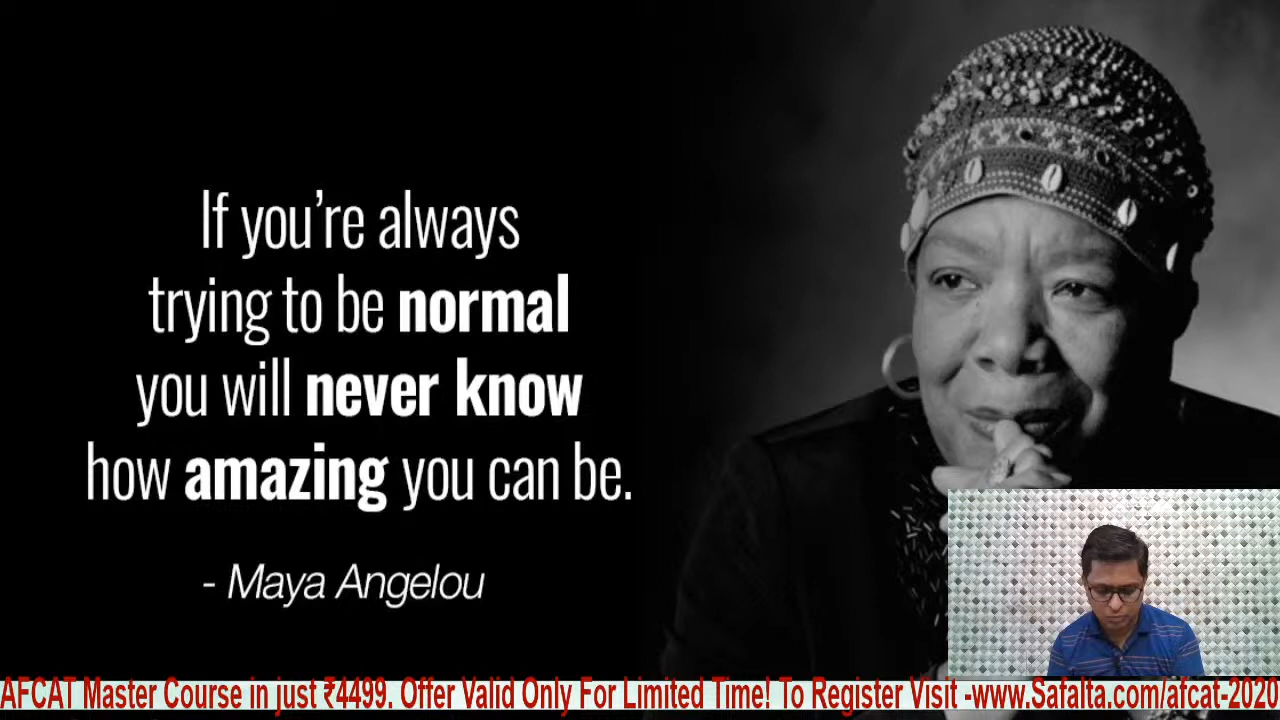 If you’re always
trying to be normal
you will never know
how amazing you can be.
- Maya Angelou
AFCAT Master Course in just ₹4499. Offer Valid Only For Limited Time! To Register Visit -www.Safalta.com/afcat-2020